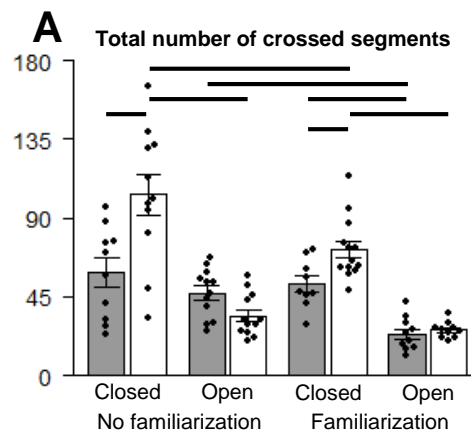 A
Total number of crossed segments
180
135
90
45
0
Closed Open Closed Open
No familiarization Familiarization